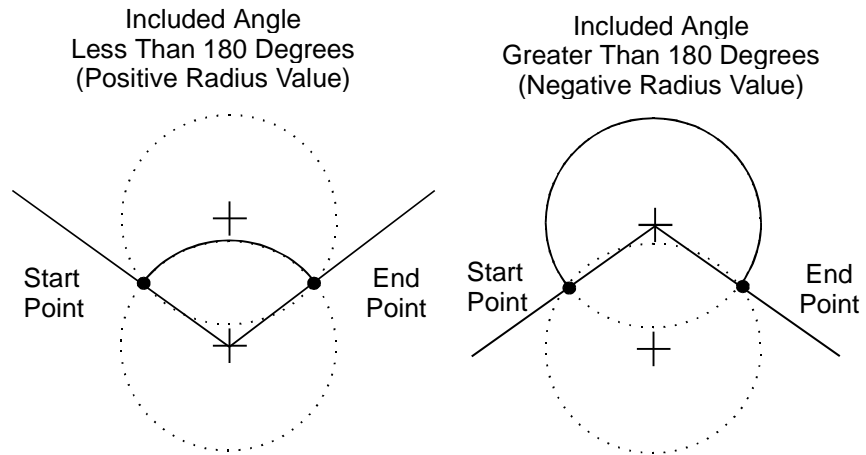 Included Angle
Less Than 180 Degrees
(Positive Radius Value)
Start
Point
End
Point
Included Angle
Greater Than 180 Degrees
(Negative Radius Value)
Start
Point
End
Point